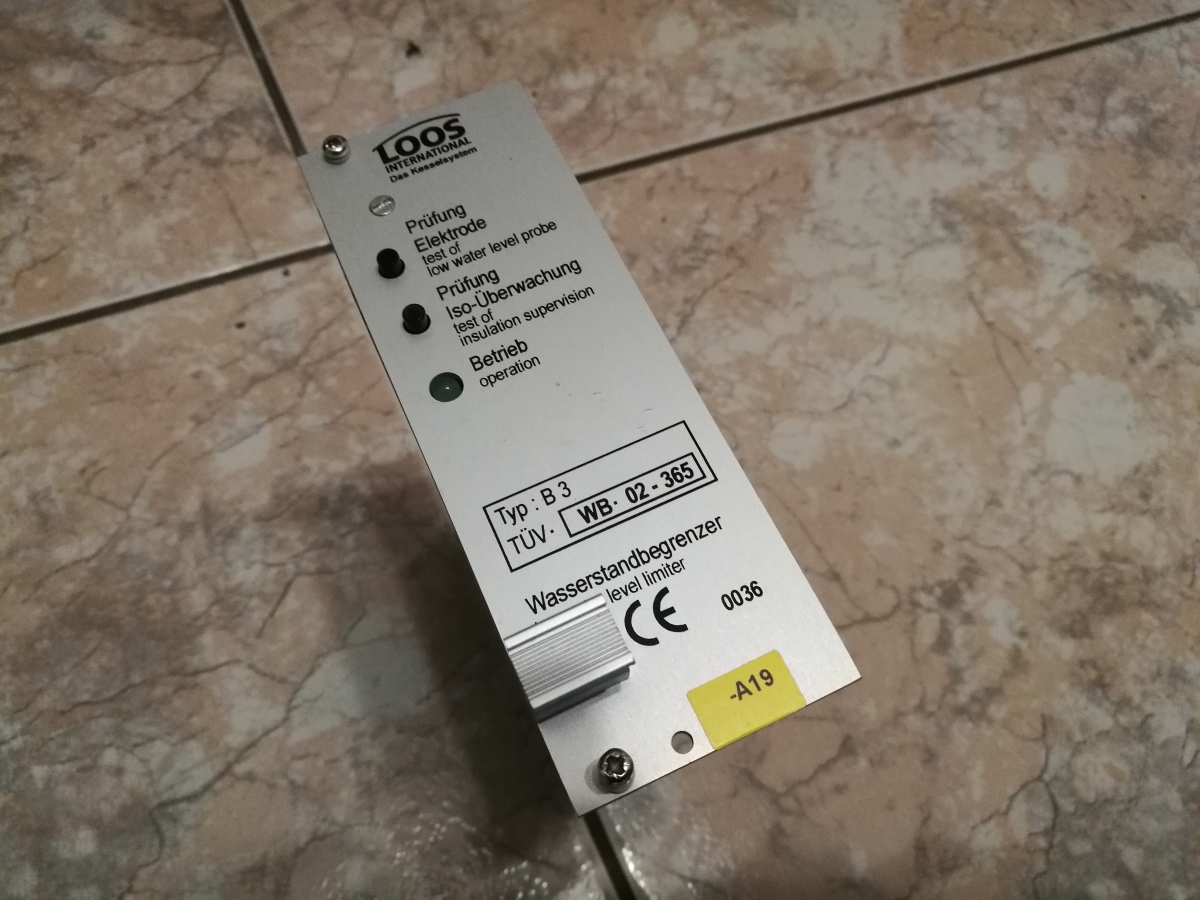 LOOS
INTERNATIONAL
Das Kesselsystem
Prüfung
Elektrode
test of
low water level probe
Prüfung
Iso-Überwachung
test of
insulation supervision
Betrieb
operation
Typ : B 3
TÜV· WB· 02 - 365
Wasserstandbegrenzer
level limiter
CE 0036
-A19